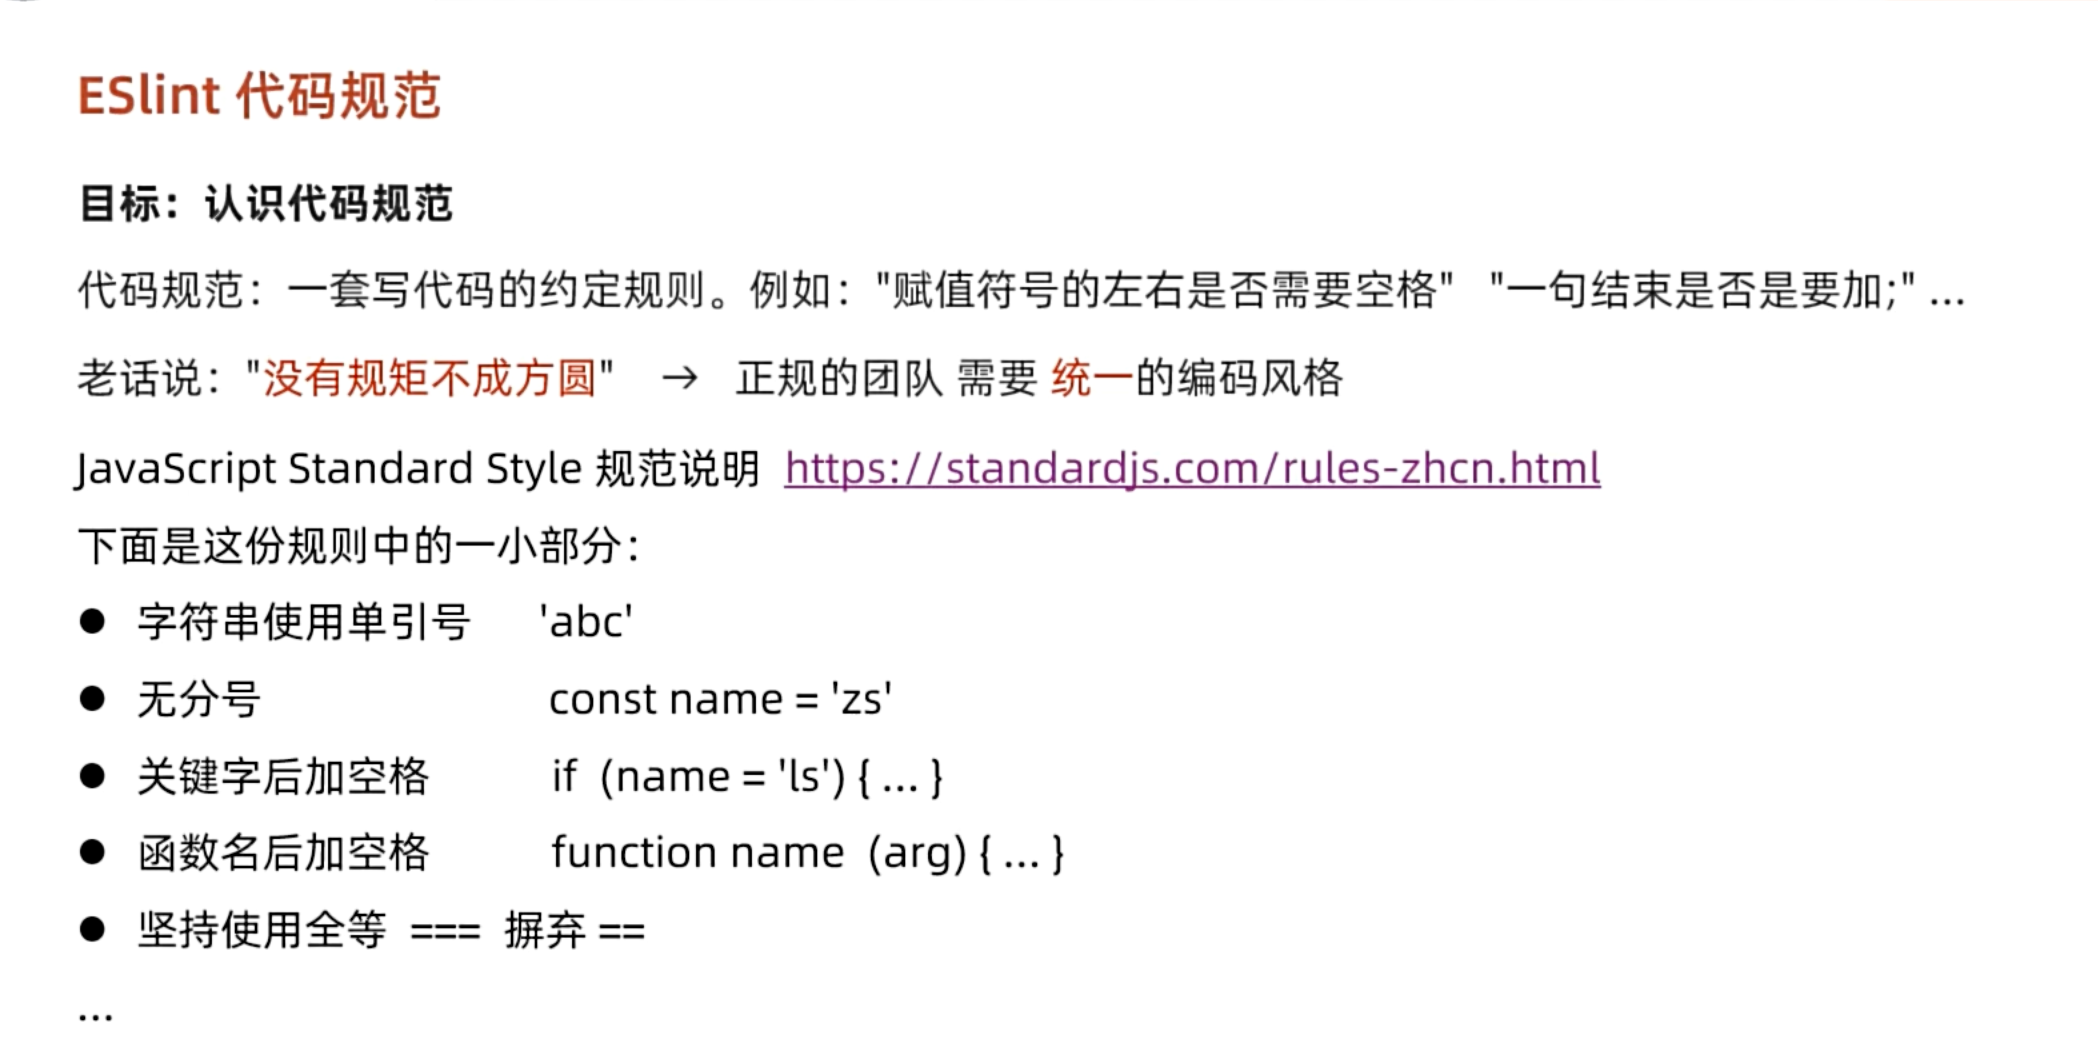 ESlint 代码规范
目标：认识代码规范
代码规范：一套写代码的约定规则。例如："赋值符号的左右是否需要空格" "一句结束是否是要加;" ...
老话说："没有规矩不成方圆" → 正规的团队 需要 统一的编码风格
JavaScript Standard Style 规范说明 https://standardjs.com/rules-zhcn.html
下面是这份规则中的一小部分：
● 字符串使用单引号 'abc'
● 无分号 const name = 'zs'
● 关键字后加空格 if (name = 'ls') { ... }
● 函数名后加空格 function name (arg) { ... }
● 坚持使用全等 === 摒弃 ==
...